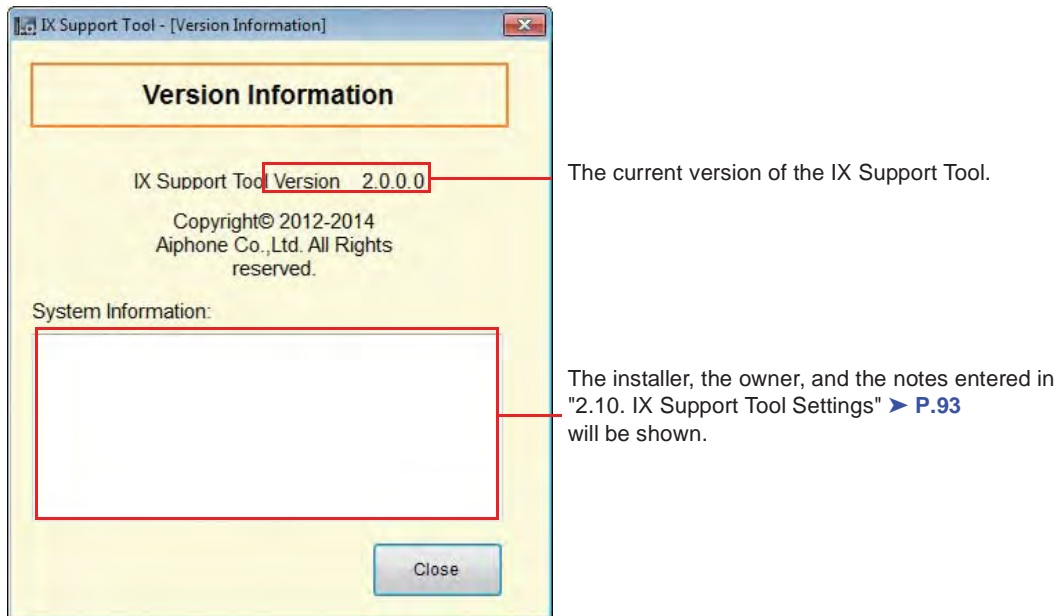 IX Support Tool - [Version Information]
Version Information
IX Support Tool Version 2.0.0.0
The current version of the IX Support Tool.
Copyright© 2012-2014
Aiphone Co.,Ltd. All Rights
reserved.
System Information:
The installer, the owner, and the notes entered in
"2.10. IX Support Tool Settings" ➤ P.93
will be shown.
Close